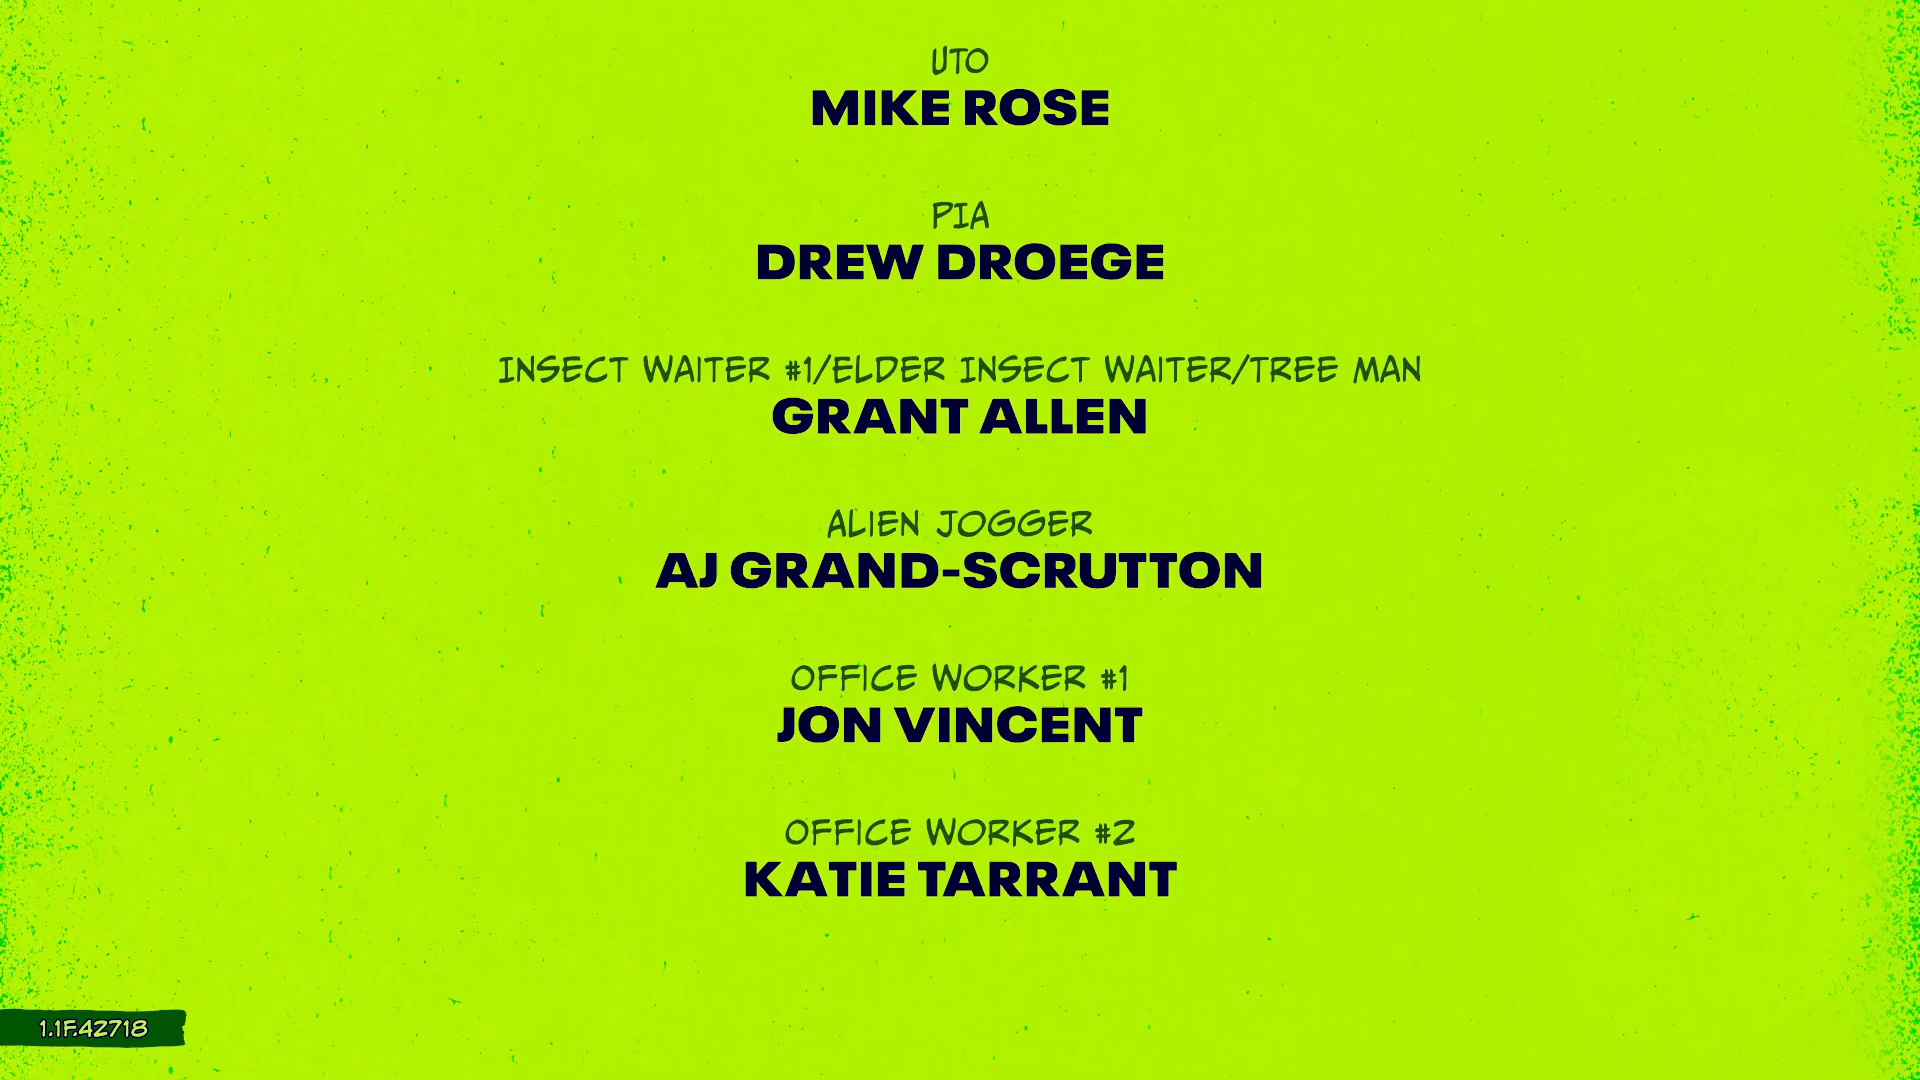 UTO
MIKE ROSE
PIA
DREW DROEGE
INSECT WAITER #1/ELDER INSECT WAITER/TREE MAN
GRANT ALLEN
ALIEN JOGGER
AJ GRAND-SCRUTTON
OFFICE WORKER #1
JON VINCENT
OFFICE WORKER #2
KATIE TARRANT
1.1F.42718